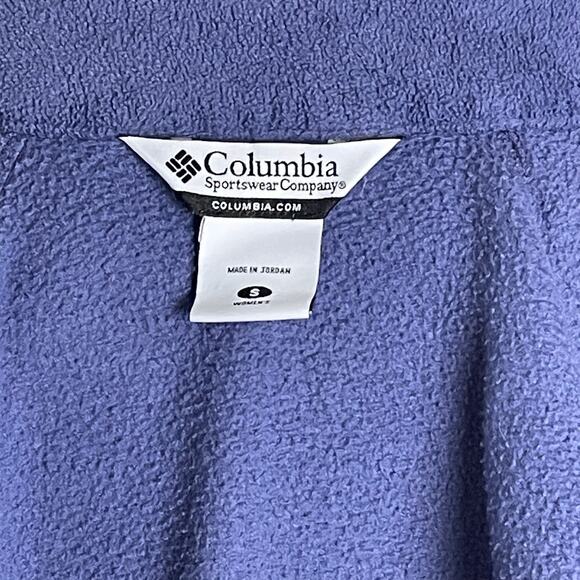 Columbia
Sportswear Company®
COLUMBIA.COM
MADE IN JORDAN
S
WOMEN'S